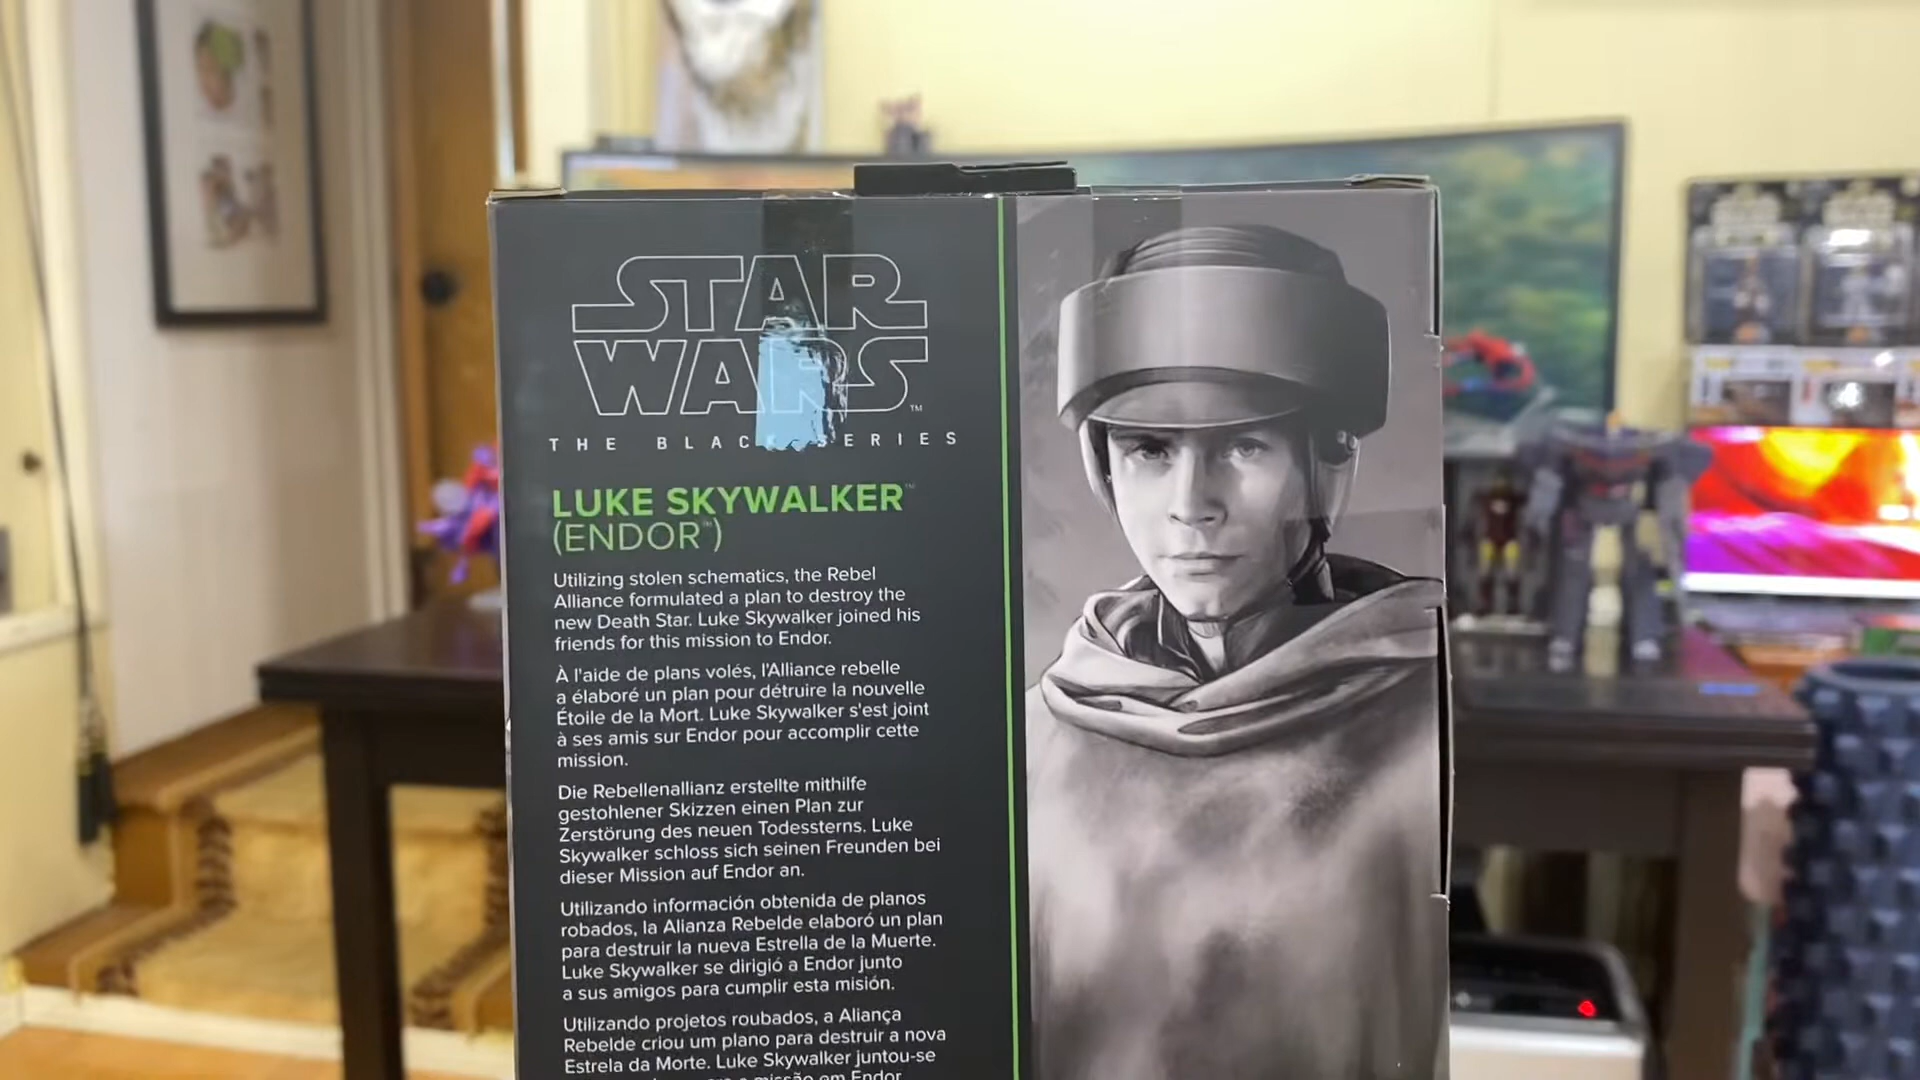 STAR
WARS™
THE BLACK SERIES
LUKE SKYWALKER™
(ENDOR™)
Utilizing stolen schematics, the Rebel
Alliance formulated a plan to destroy the
new Death Star. Luke Skywalker joined his
friends for this mission to Endor.
À l'aide de plans volés, l'Alliance rebelle
a élaboré un plan pour détruire la nouvelle
Étoile de la Mort. Luke Skywalker s'est joint
à ses amis sur Endor pour accomplir cette
mission.
Die Rebellenallianz erstellte mithilfe
gestohlener Skizzen einen Plan zur
Zerstörung des neuen Todessterns. Luke
Skywalker schloss sich seinen Freunden bei
dieser Mission auf Endor an.
Utilizando información obtenida de planos
robados, la Alianza Rebelde elaboró un plan
para destruir la nueva Estrella de la Muerte.
Luke Skywalker se dirigió a Endor junto
a sus amigos para cumplir esta misión.
Utilizando projetos roubados, a Aliança
Rebelde criou um plano para destruir a nova
Estrela da Morte. Luke Skywalker juntou-se
a missão em Endor